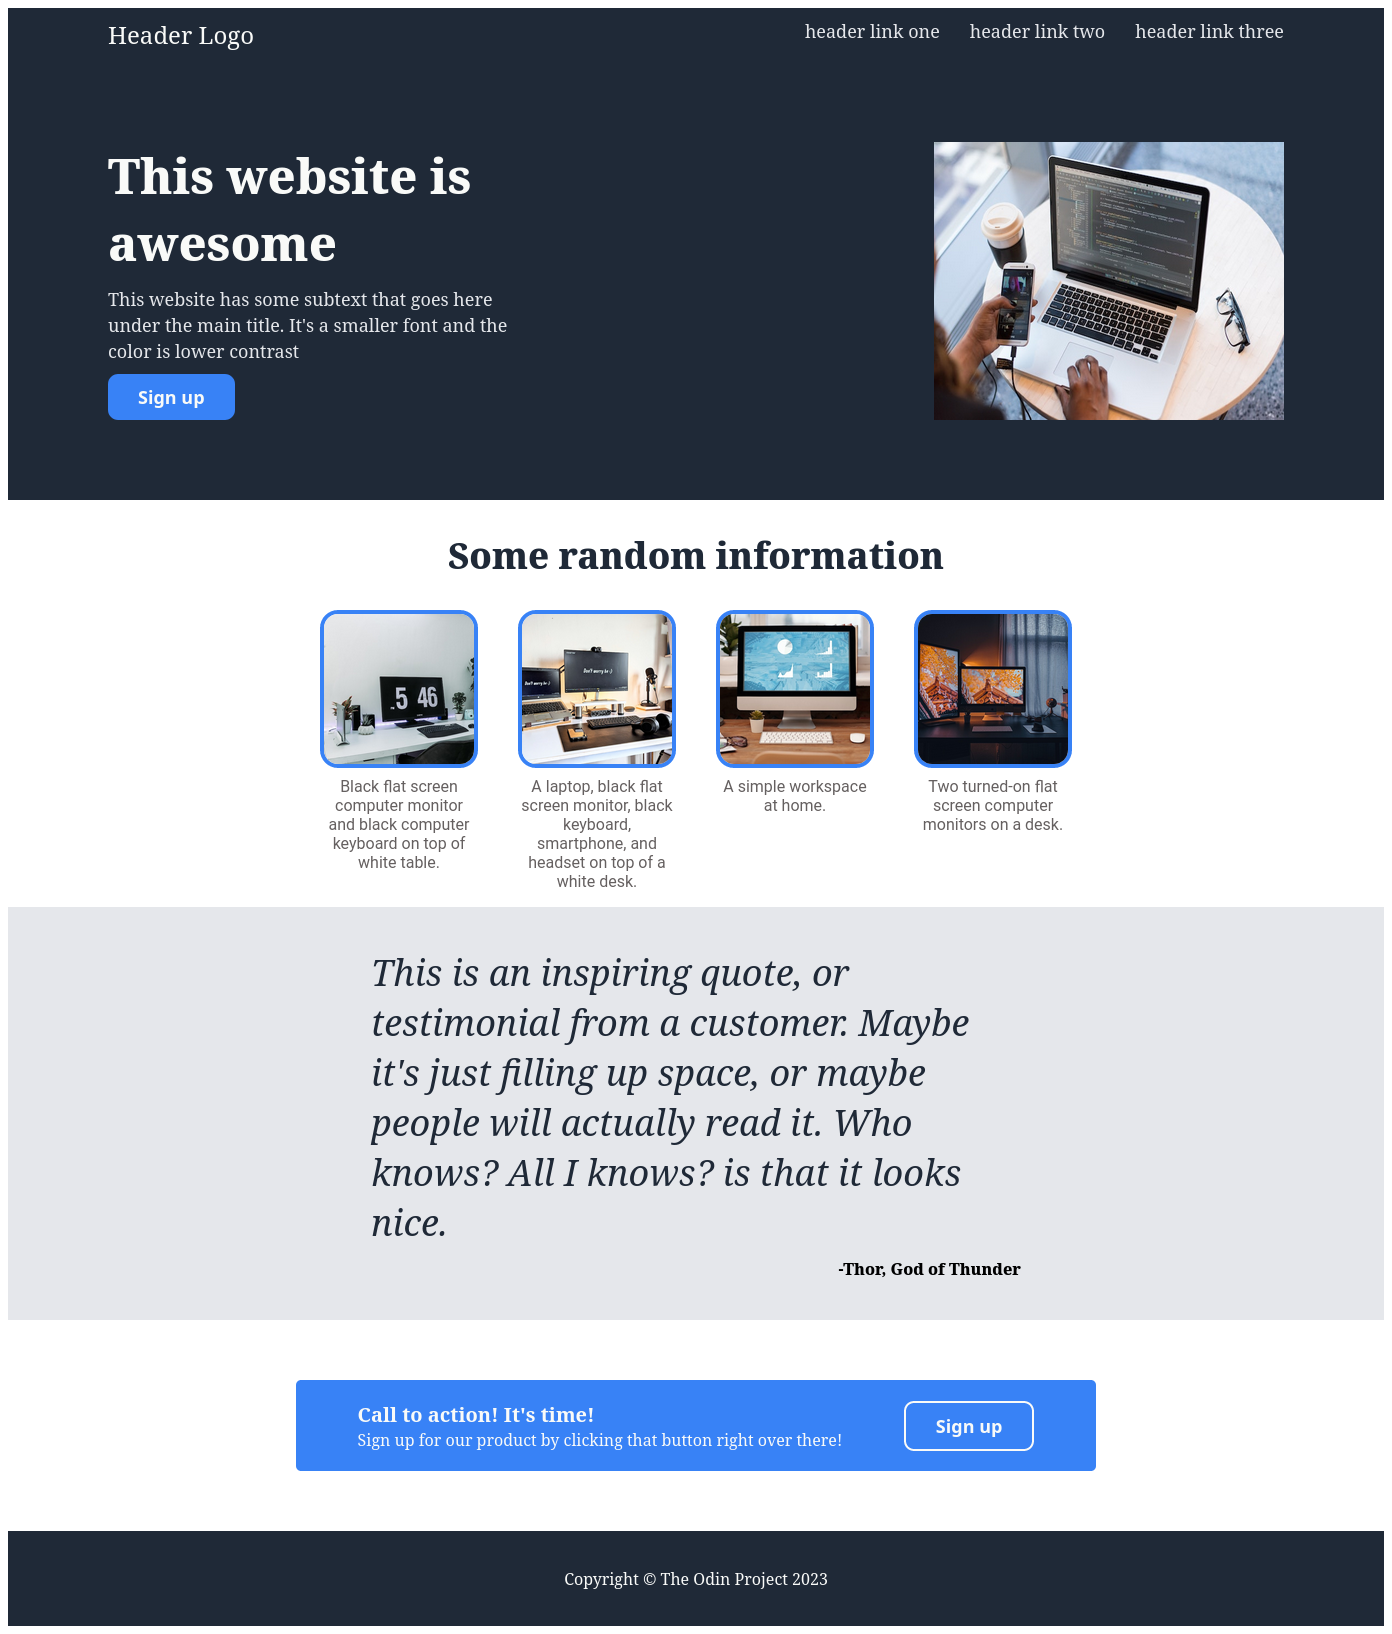 Header Logo
header link one
header link two
header link three
This website is
awesome
This website has some subtext that goes here
under the main title. It's a smaller font and the
color is lower contrast
Sign up
Some random information
5 46
Don't worry be :)
Don't worry be :)
Black flat screen
computer monitor
and black computer
keyboard on top of
white table.
A laptop, black flat
screen monitor, black
keyboard,
smartphone, and
headset on top of a
white desk.
A simple workspace
at home.
Two turned-on flat
screen computer
monitors on a desk.
This is an inspiring quote, or
testimonial from a customer. Maybe
it's just filling up space, or maybe
people will actually read it. Who
knows? All I knows? is that it looks
nice.
-Thor, God of Thunder
Call to action! It's time!
Sign up for our product by clicking that button right over there!
Sign up
Copyright © The Odin Project 2023